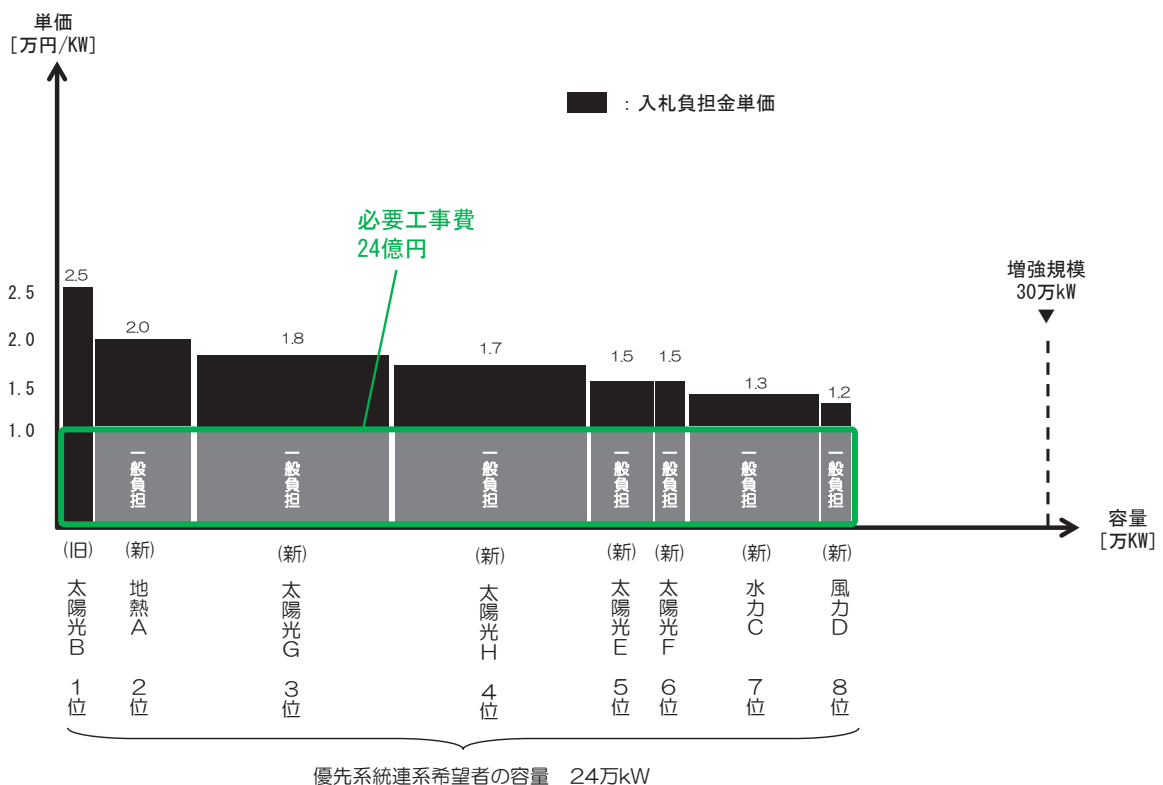 単価
[万円/KW]
：入札負担金単価
必要工事費
24億円
増強規模
30万kW
2.5
2.0
1.5
1.0
2.5
2.0
1.8
1.7
1.5
1.5
1.3
1.2
一般負担
一般負担
一般負担
一般負担
一般負担
一般負担
一般負担
容量
[万KW]
(旧)
太陽光B
1位
(新)
地熱A
2位
(新)
太陽光G
3位
(新)
太陽光H
4位
(新)
太陽光E
5位
(新)
太陽光F
6位
(新)
水力C
7位
(新)
風力D
8位
優先系統連系希望者の容量　24万kW